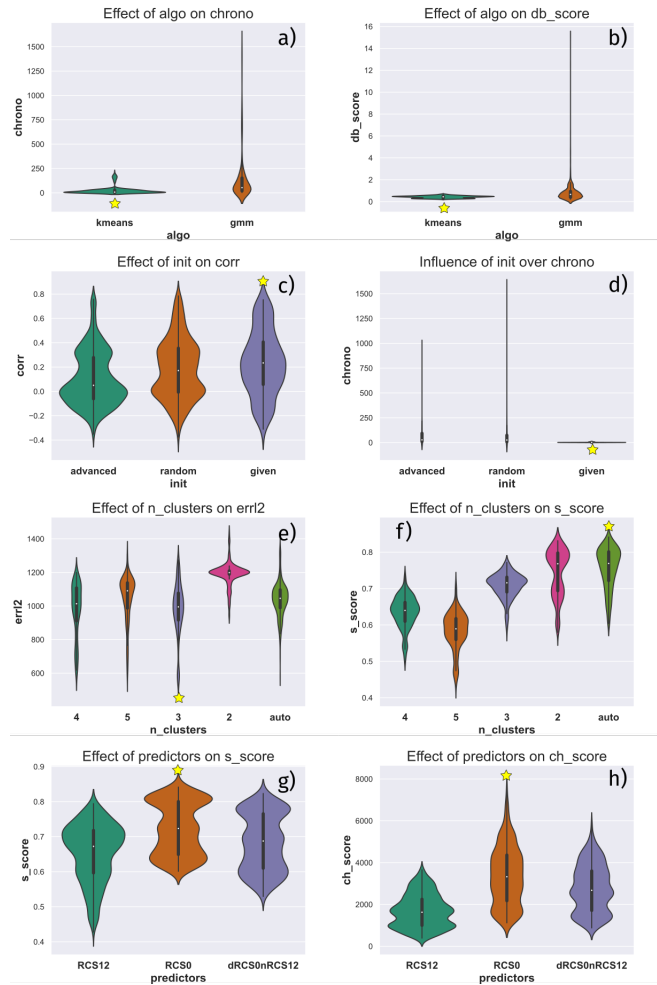 Effect of algo on chrono
a)
1500
1250
1000
750
500
250
0
chrono
kmeans gmm
algo
Effect of algo on db_score
b)
16
14
12
10
8
6
4
2
0
db_score
kmeans gmm
algo
Effect of init on corr
c)
0.8
0.6
0.4
0.2
0.0
−0.2
−0.4
corr
advanced random given
init
Influence of init over chrono
d)
1500
1250
1000
750
500
250
0
chrono
advanced random given
init
Effect of n_clusters on errl2
e)
1400
1200
1000
800
600
errl2
4 5 3 2 auto
n_clusters
Effect of n_clusters on s_score
f)
0.8
0.7
0.6
0.5
0.4
s_score
4 5 3 2 auto
n_clusters
Effect of predictors on s_score
g)
0.9
0.8
0.7
0.6
0.5
0.4
s_score
RCS12 RCS0 dRCS0nRCS12
predictors
Effect of predictors on ch_score
h)
8000
6000
4000
2000
0
ch_score
RCS12 RCS0 dRCS0nRCS12
predictors